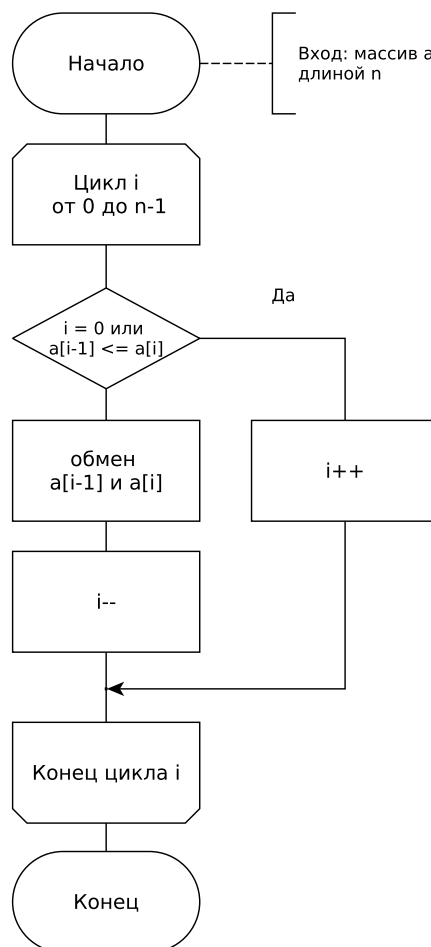 Начало
Вход: массив a
длиной n
Цикл i
от 0 до n-1
Да
i = 0 или
a[i-1] <= a[i]
обмен
a[i-1] и a[i]
i++
i--
Конец цикла i
Конец